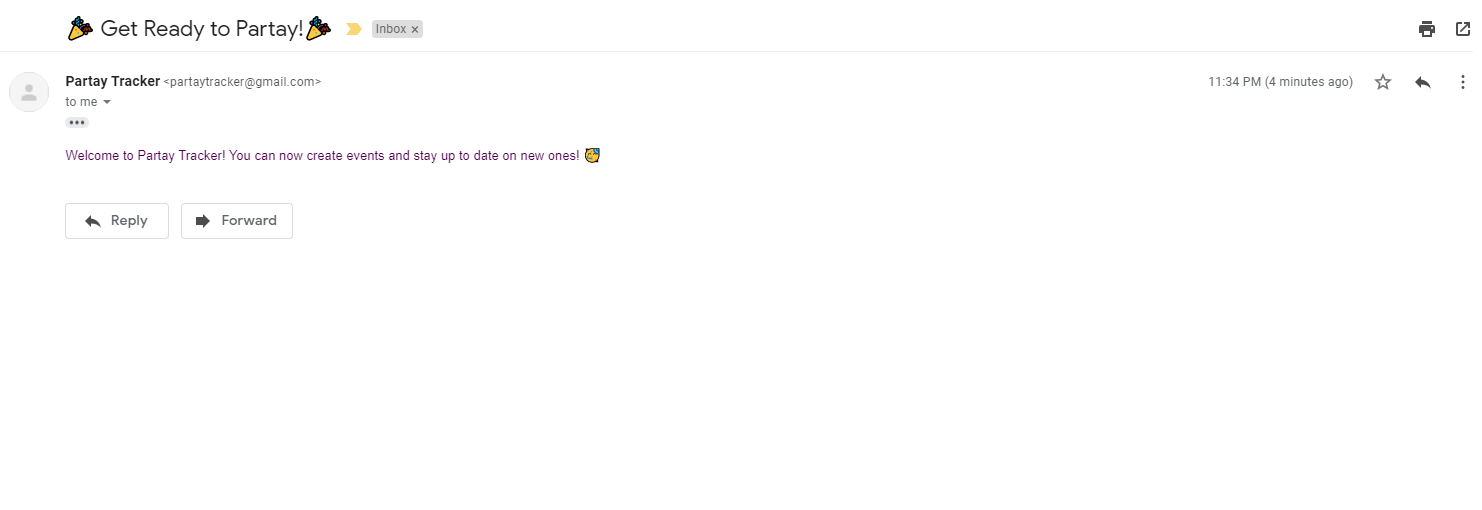 🎉 Get Ready to Partay!🎉 Inbox ×
Partay Tracker <partaytracker@gmail.com> 11:34 PM (4 minutes ago)
to me
Welcome to Partay Tracker! You can now create events and stay up to date on new ones! 🥳
Reply Forward